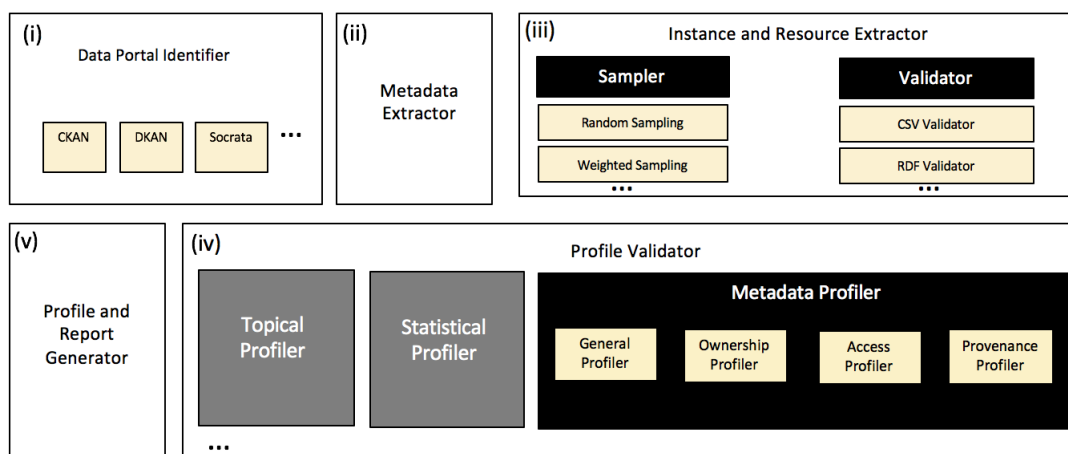 (i)
Data Portal Identifier
CKAN
DKAN
Socrata
...
(ii)
Metadata
Extractor
(iii)
Instance and Resource Extractor
Sampler
Random Sampling
Weighted Sampling
...
Validator
CSV Validator
RDF Validator
...
(v)
Profile and
Report
Generator
(iv)
Profile Validator
Topical
Profiler
...
Statistical
Profiler
Metadata Profiler
General
Profiler
Ownership
Profiler
Access
Profiler
Provenance
Profiler